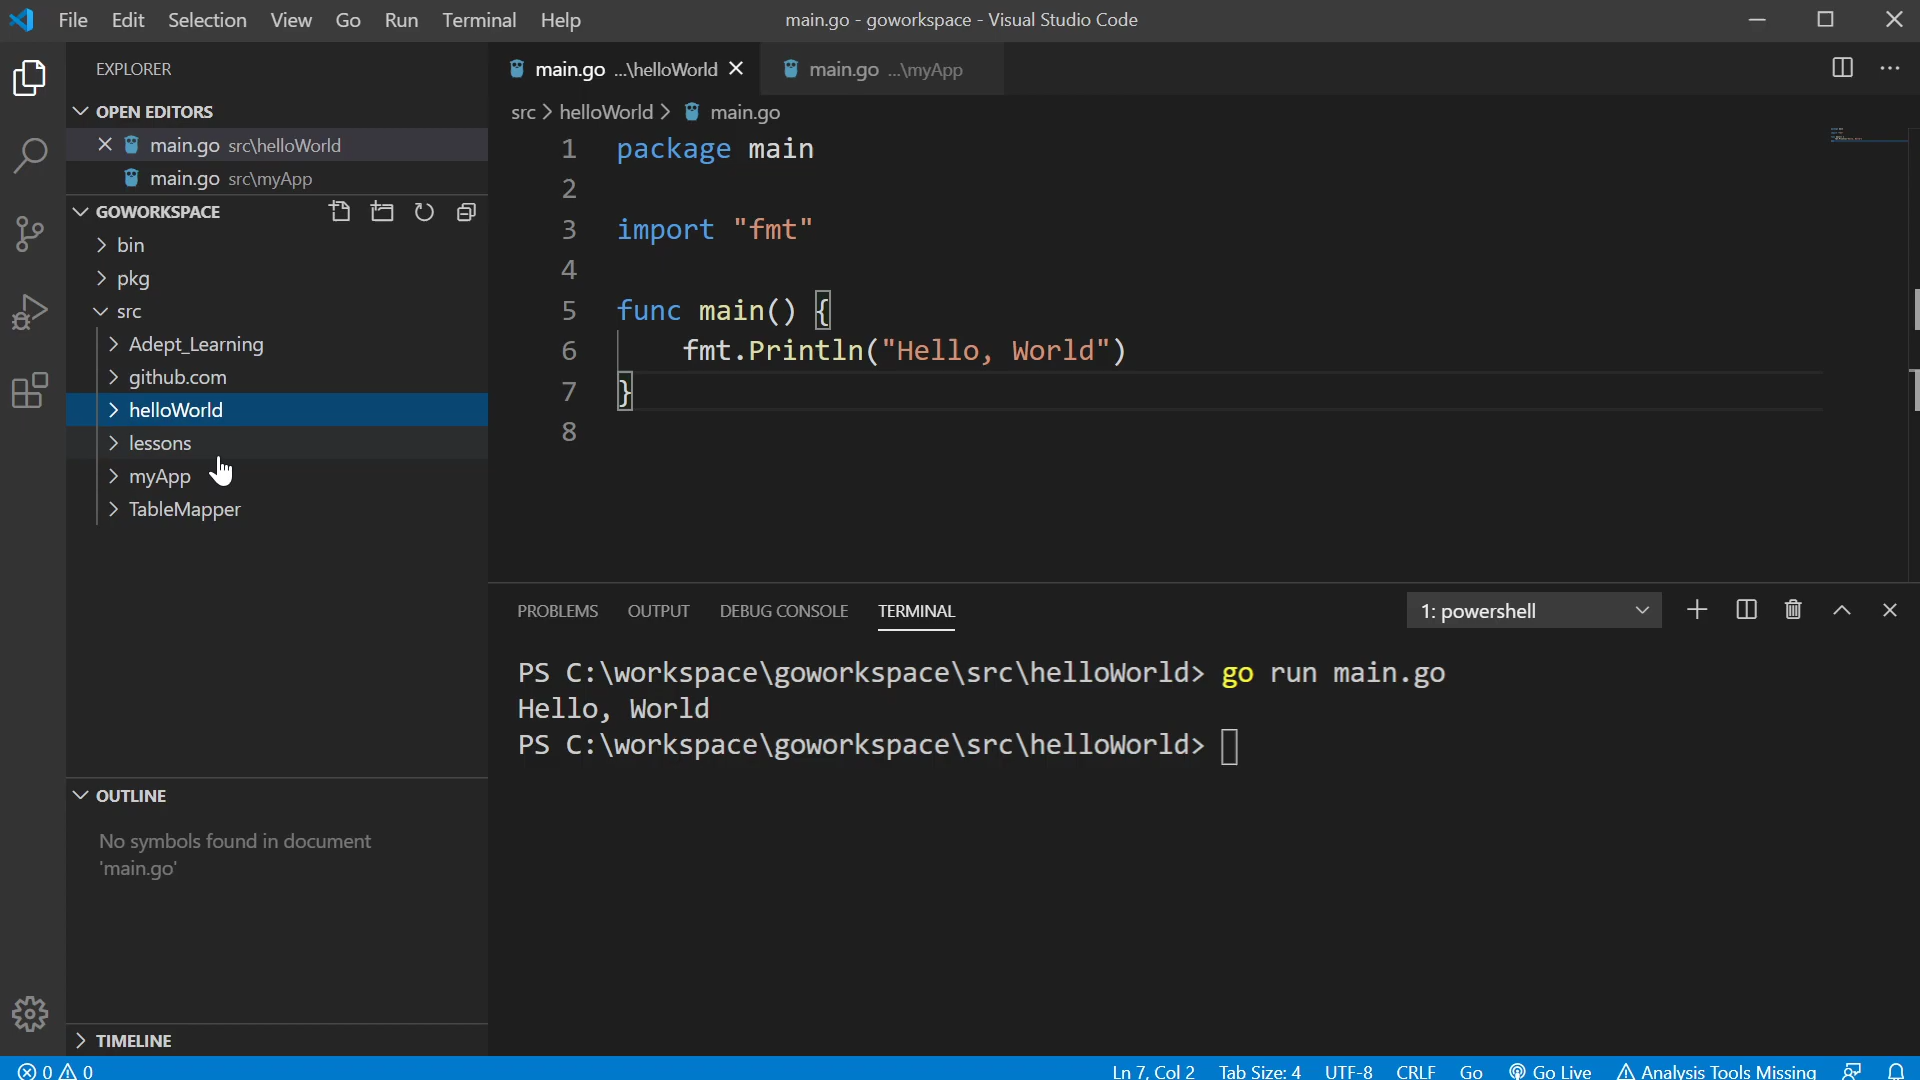 File Edit Selection View Go Run Terminal Help
main.go - goworkspace - Visual Studio Code
EXPLORER
OPEN EDITORS
main.go src\helloWorld
main.go src\myApp
GOWORKSPACE
bin
pkg
src
Adept_Learning
github.com
helloWorld
lessons
myApp
TableMapper
OUTLINE
No symbols found in document
'main.go'
TIMELINE
main.go ...\helloWorld
main.go ...\myApp
src > helloWorld > main.go
1 package main
2
3 import "fmt"
4
5 func main() {
6 fmt.Println("Hello, World")
7 }
8
PROBLEMS OUTPUT DEBUG CONSOLE TERMINAL
1: powershell
PS C:\workspace\goworkspace\src\helloWorld> go run main.go
Hello, World
PS C:\workspace\goworkspace\src\helloWorld>
0 0
Ln 7, Col 2 Tab Size: 4 UTF-8 CRLF Go Go Live Analysis Tools Missing